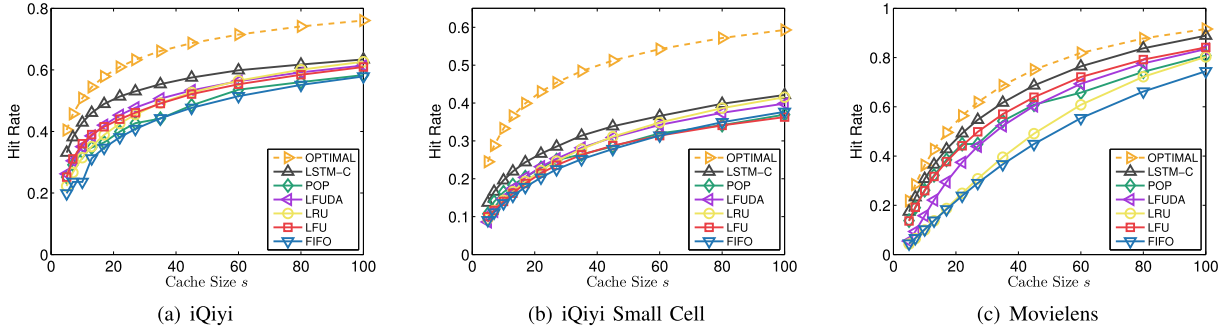 0.8
0.6
0.4
0.2
0
Hit Rate
0 20 40 60 80 100
Cache Size s
OPTIMAL
LSTM-C
POP
LFUDA
LRU
LFU
FIFO
(a) iQiyi
0.6
0.5
0.4
0.3
0.2
0.1
0
Hit Rate
0 20 40 60 80 100
Cache Size s
OPTIMAL
LSTM-C
POP
LFUDA
LRU
LFU
FIFO
(b) iQiyi Small Cell
1
0.8
0.6
0.4
0.2
0
Hit Rate
0 20 40 60 80 100
Cache Size s
OPTIMAL
LSTM-C
POP
LFUDA
LRU
LFU
FIFO
(c) Movielens